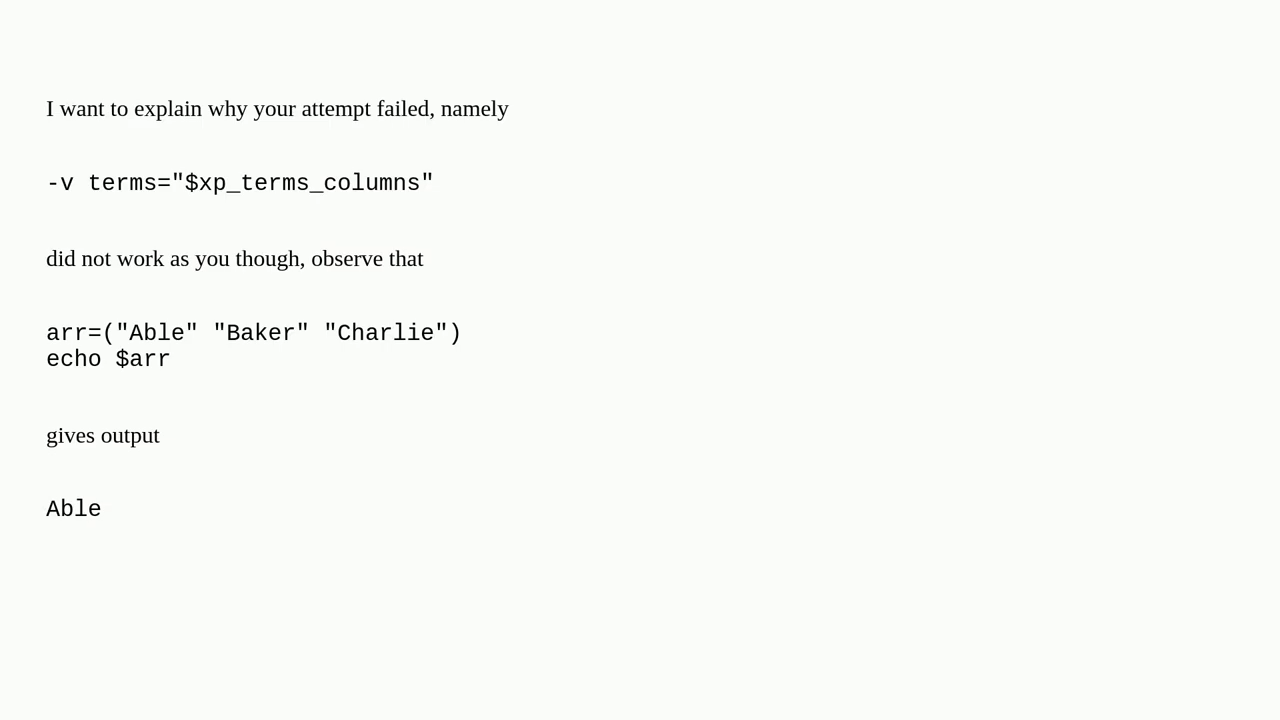 I want to explain why your attempt failed, namely
-v terms="$xp_terms_columns"
did not work as you though, observe that
arr=("Able" "Baker" "Charlie")
echo $arr
gives output
Able